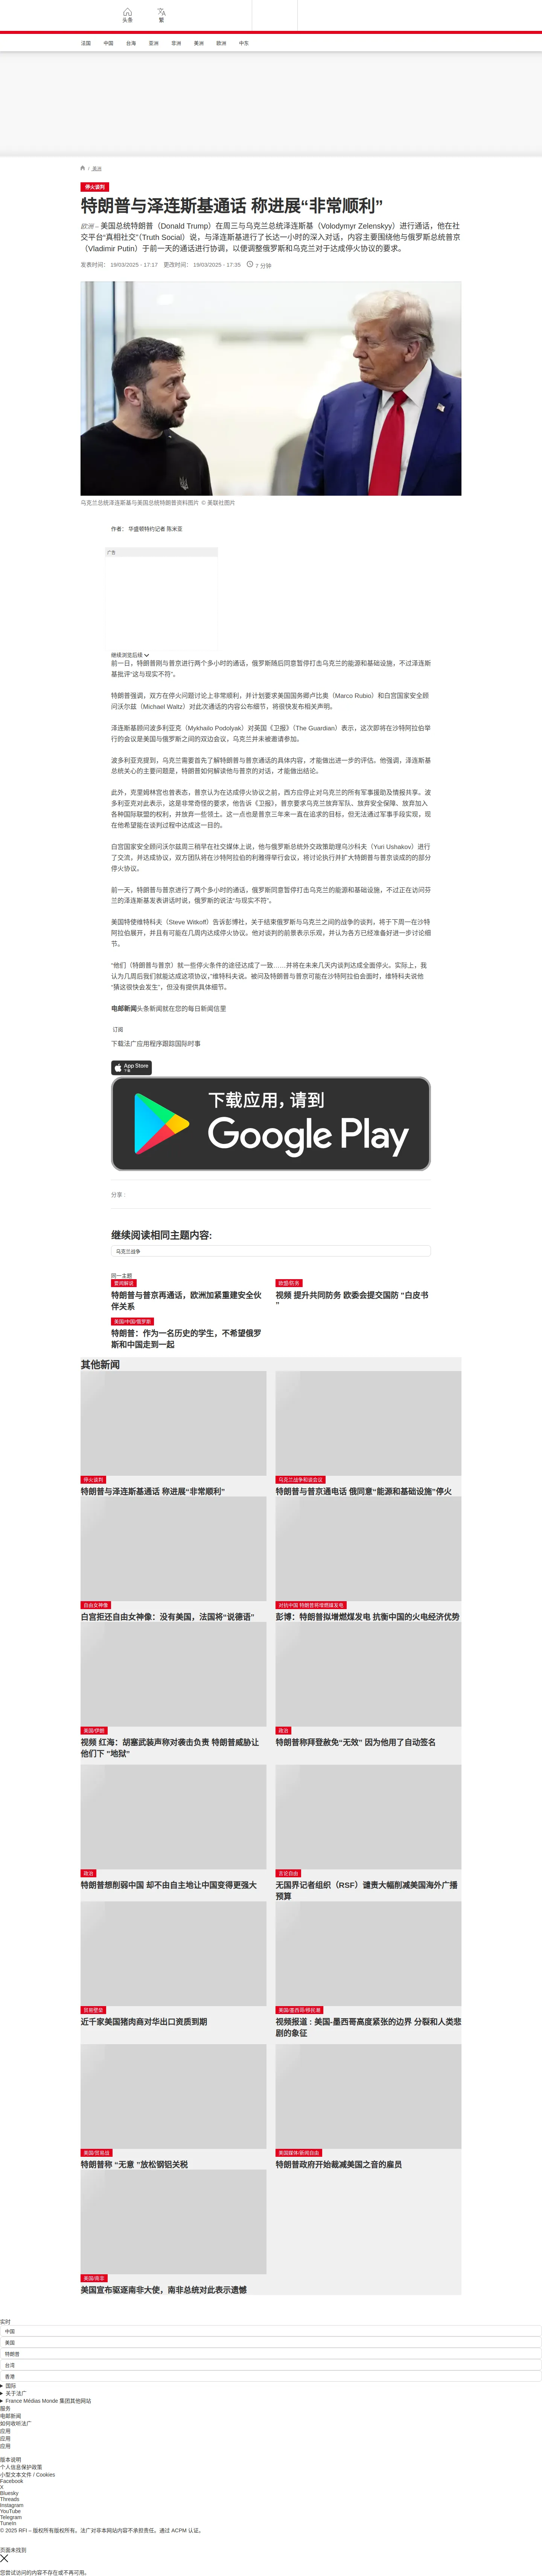 头条
繁
法国
中国
台海
亚洲
非洲
美洲
欧洲
中东
/ 美洲
停火谈判
特朗普与泽连斯基通话 称进展“非常顺利”
欧洲 – 美国总统特朗普（Donald Trump）在周三与乌克兰总统泽连斯基（Volodymyr Zelenskyy）进行通话，他在社
交平台“真相社交”（Truth Social）说，与泽连斯基进行了长达一小时的深入对话，内容主要围绕他与俄罗斯总统普京
（Vladimir Putin）于前一天的通话进行协调，以便调整俄罗斯和乌克兰对于达成停火协议的要求。
发表时间： 19/03/2025 - 17:17 更改时间： 19/03/2025 - 17:35 7 分钟
乌克兰总统泽连斯基与美国总统特朗普资料图片 © 美联社图片
作者： 华盛顿特约记者 陈米亚
广告
继续浏览后续
前一日，特朗普刚与普京进行两个多小时的通话，俄罗斯随后同意暂停打击乌克兰的能源和基础设施，不过泽连斯
基批评“这与现实不符”。
特朗普强调，双方在停火问题讨论上非常顺利，并计划要求美国国务卿卢比奥（Marco Rubio）和白宫国家安全顾
问沃尔兹（Michael Waltz）对此次通话的内容公布细节，将很快发布相关声明。
泽连斯基顾问波多利亚克（Mykhailo Podolyak）对英国《卫报》（The Guardian）表示，这次即将在沙特阿拉伯举
行的会议是美国与俄罗斯之间的双边会议，乌克兰并未被邀请参加。
波多利亚克提到，乌克兰需要首先了解特朗普与普京通话的具体内容，才能做出进一步的评估。他强调，泽连斯基
总统关心的主要问题是，特朗普如何解读他与普京的对话，才能做出结论。
此外，克里姆林宫也曾表态，普京认为在达成停火协议之前，西方应停止对乌克兰的所有军事援助及情报共享。波
多利亚克对此表示，这是非常奇怪的要求，他告诉《卫报》，普京要求乌克兰放弃军队、放弃安全保障、放弃加入
各种国际联盟的权利，并放弃一些领土。这一点也是普京三年来一直在追求的目标，但无法通过军事手段实现，现
在他希望能在谈判过程中达成这一目的。
白宫国家安全顾问沃尔兹周三稍早在社交媒体上说，他与俄罗斯总统外交政策助理乌沙科夫（Yuri Ushakov）进行
了交流，并达成协议，双方团队将在沙特阿拉伯的利雅得举行会议，将讨论执行并扩大特朗普与普京谈成的的部分
停火协议。
前一天，特朗普与普京进行了两个多小时的通话，俄罗斯同意暂停打击乌克兰的能源和基础设施，不过正在访问芬
兰的泽连斯基发表讲话时说，俄罗斯的说法“与现实不符”。
美国特使维特科夫（Steve Witkoff）告诉彭博社，关于结束俄罗斯与乌克兰之间的战争的谈判，将于下周一在沙特
阿拉伯展开，并且有可能在几周内达成停火协议。他对谈判的前景表示乐观，并认为各方已经准备好进一步讨论细
节。
“他们（特朗普与普京）就一些停火条件的途径达成了一致……并将在未来几天内谈判达成全面停火。实际上，我
认为几周后我们就能达成这项协议，”维特科夫说。被问及特朗普与普京可能在沙特阿拉伯会面时，维特科夫说他
“猜这很快会发生”，但没有提供具体细节。
电邮新闻头条新闻就在您的每日新闻信里
订阅
下载法广应用程序跟踪国际时事
App Store
下载
下载应用，请到
Google Play
分享 :
继续阅读相同主题内容:
乌克兰战争
同一主题
要闻解说
特朗普与普京再通话，欧洲加紧重建安全伙
伴关系
欧盟/防务
视频 提升共同防务 欧委会提交国防 “白皮书
”
美国/中国/俄罗斯
特朗普：作为一名历史的学生，不希望俄罗
斯和中国走到一起
其他新闻
停火谈判
特朗普与泽连斯基通话 称进展“非常顺利”
乌克兰战争和谈会议
特朗普与普京通电话 俄同意“能源和基础设施”停火
自由女神像
白宫拒还自由女神像：没有美国，法国将“说德语”
对抗中国 特朗普将增燃煤发电
彭博：特朗普拟增燃煤发电 抗衡中国的火电经济优势
美国/伊朗
视频 红海：胡塞武装声称对袭击负责 特朗普威胁让
他们下 “地狱”
政治
特朗普称拜登赦免“无效” 因为他用了自动签名
政治
特朗普想削弱中国 却不由自主地让中国变得更强大
言论自由
无国界记者组织（RSF）谴责大幅削减美国海外广播
预算
贸易壁垒
近千家美国猪肉商对华出口资质到期
美国/墨西哥/移民潮
视频报道：美国-墨西哥高度紧张的边界 分裂和人类悲
剧的象征
美国/贸易战
特朗普称 “无意 ”放松钢铝关税
美国媒体/新闻自由
特朗普政府开始裁减美国之音的雇员
美国/南非
美国宣布驱逐南非大使，南非总统对此表示遗憾
实时
中国
美国
特朗普
台湾
香港
国际
关于法广
France Médias Monde 集团其他网站
服务
电邮新闻
如何收听法广
应用
应用
应用
版本说明
个人信息保护政策
小型文本文件 / Cookies
Facebook
X
Bluesky
Threads
Instagram
YouTube
Telegram
TuneIn
© 2025 RFI – 版权所有版权所有。法广对非本网站内容不承担责任。通过 ACPM 认证。
页面未找到
您尝试访问的内容不存在或不再可用。